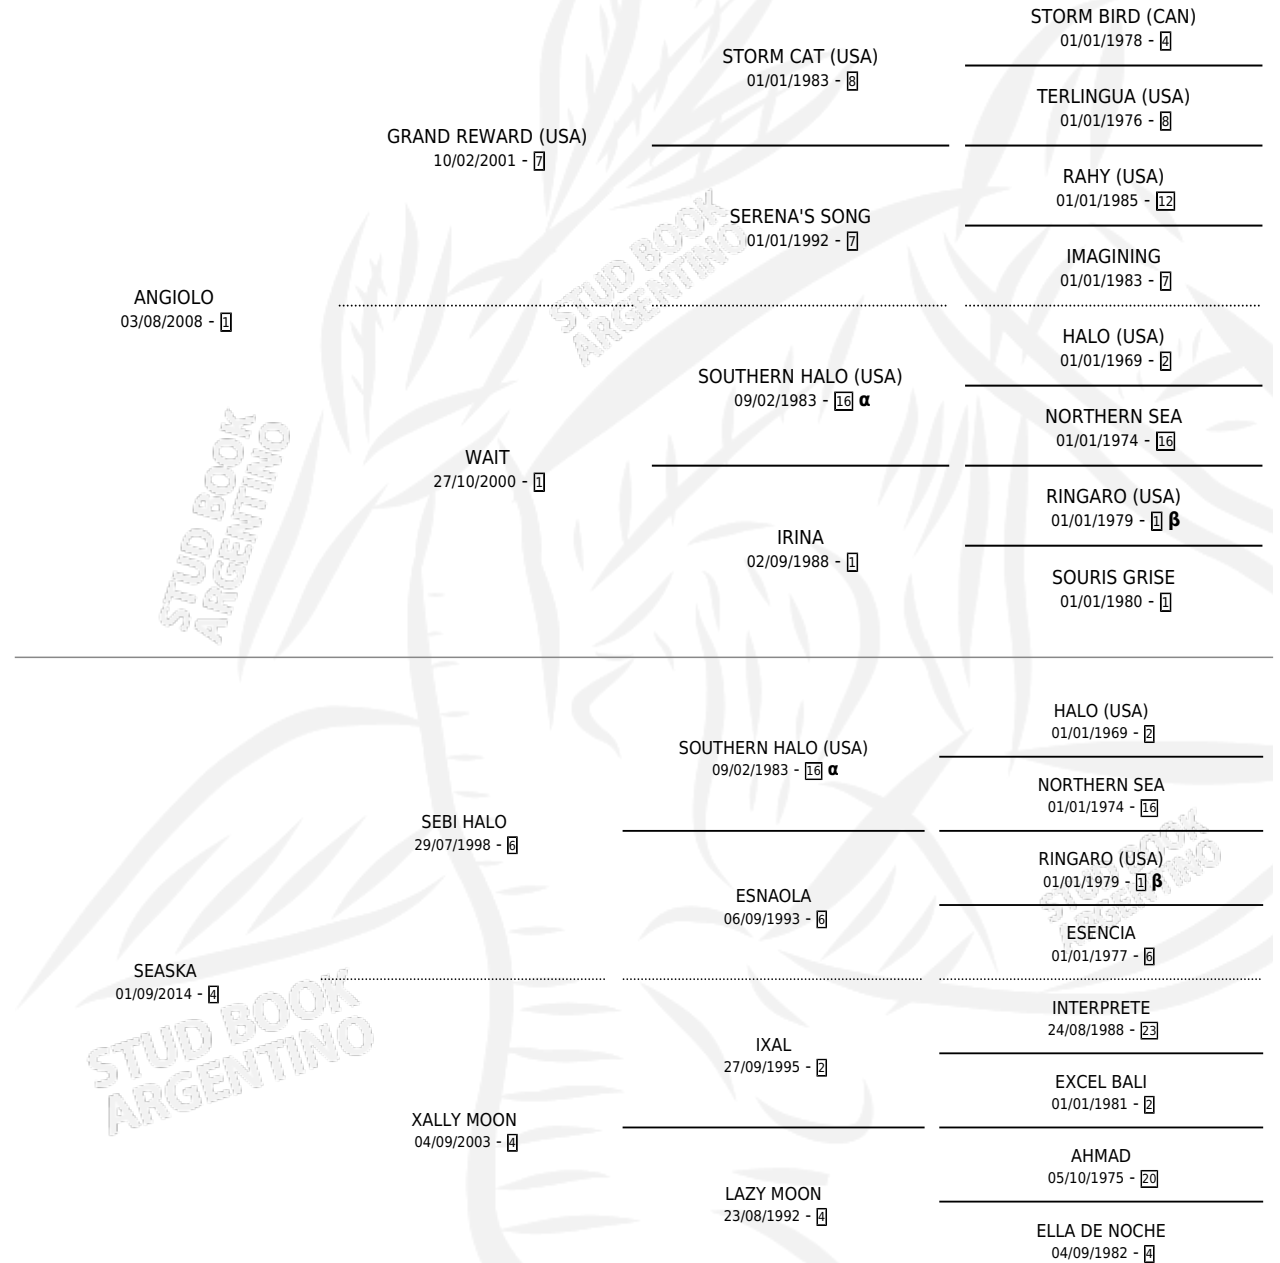 STORM BIRD (CAN)
01/01/1978 - 4
STORM CAT (USA)
01/01/1983 - 8
TERLINGUA (USA)
01/01/1976 - 8
GRAND REWARD (USA)
10/02/2001 - 7
RAHY (USA)
01/01/1985 - 12
SERENA'S SONG
01/01/1992 - 7
IMAGINING
01/01/1983 - 7
ANGIOLO
03/08/2008 - 1
HALO (USA)
01/01/1969 - 2
SOUTHERN HALO (USA)
09/02/1983 - 16 α
NORTHERN SEA
01/01/1974 - 16
WAIT
27/10/2000 - 1
RINGARO (USA)
01/01/1979 - 1 β
IRINA
02/09/1988 - 1
SOURIS GRISE
01/01/1980 - 1
HALO (USA)
01/01/1969 - 2
SOUTHERN HALO (USA)
09/02/1983 - 16 α
NORTHERN SEA
01/01/1974 - 16
SEBI HALO
29/07/1998 - 6
RINGARO (USA)
01/01/1979 - 1 β
ESNAOLA
06/09/1993 - 6
ESENCIA
01/01/1977 - 6
SEASKA
01/09/2014 - 4
INTERPRETE
24/08/1988 - 23
IXAL
27/09/1995 - 2
EXCEL BALI
01/01/1981 - 2
XALLY MOON
04/09/2003 - 4
AHMAD
05/10/1975 - 20
LAZY MOON
23/08/1992 - 4
ELLA DE NOCHE
04/09/1982 - 4
STUD BOOK
ARGENTINO
STUD BOOK
ARGENTINO
STUD BOOK
ARGENTINO
STUD BOOK
ARGENTINO